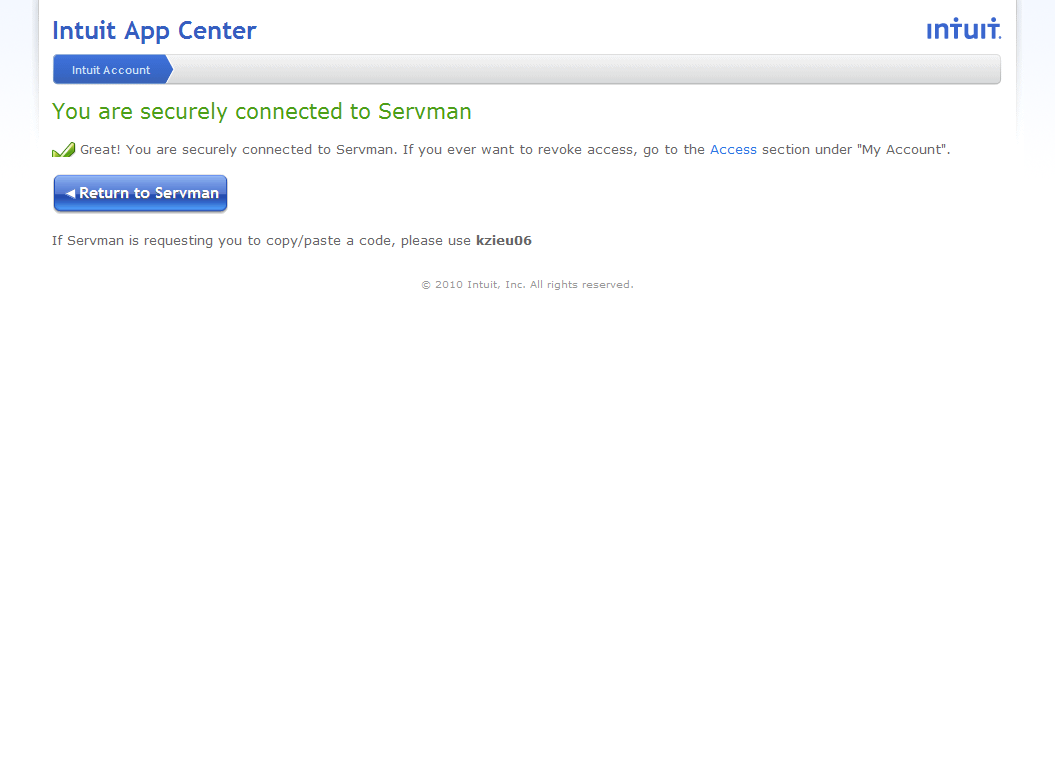 Intuit App Center
intuit.
Intuit Account
You are securely connected to Servman
Great! You are securely connected to Servman. If you ever want to revoke access, go to the Access section under "My Account".
◄ Return to Servman
If Servman is requesting you to copy/paste a code, please use kzieu06
© 2010 Intuit, Inc. All rights reserved.